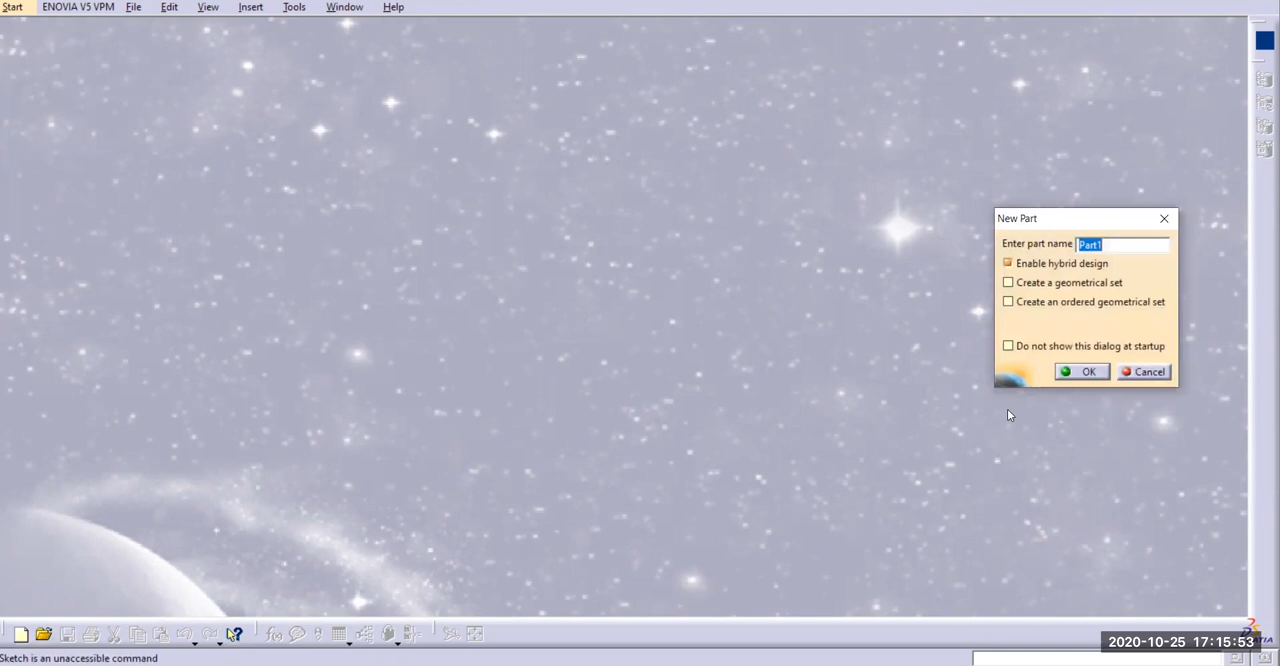 Start ENOVIA V5 VPM File Edit View Insert Tools Window Help
New Part
Enter part name Part1
Enable hybrid design
Create a geometrical set
Create an ordered geometrical set
Do not show this dialog at startup
OK Cancel
2020-10-25 17:15:53
Sketch is an unaccessible command